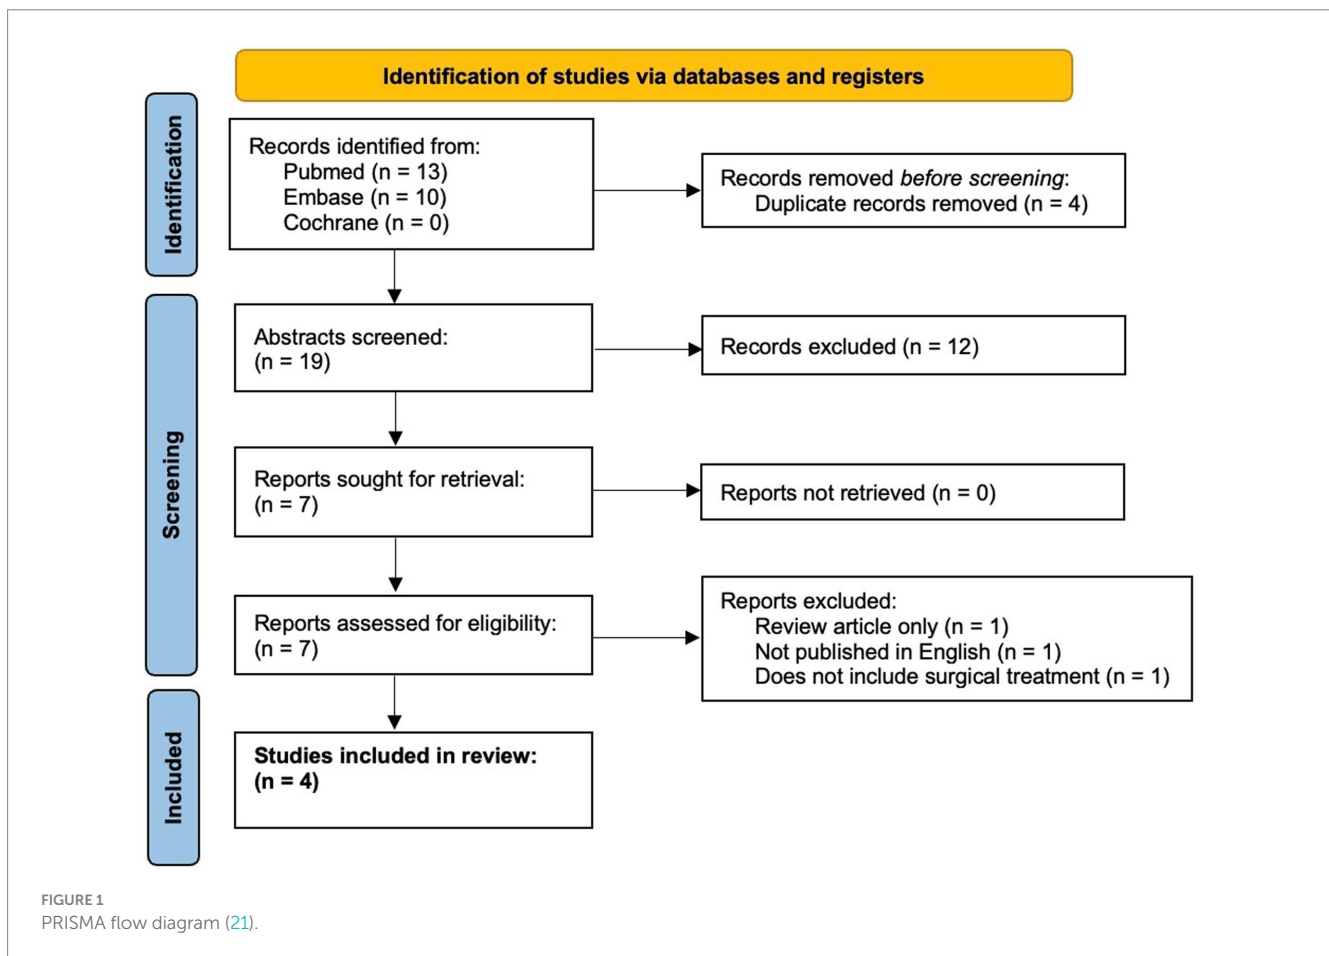 Identification of studies via databases and registers
Identification
Records identified from:
Pubmed (n = 13)
Embase (n = 10)
Cochrane (n = 0)
Records removed before screening:
Duplicate records removed (n = 4)
Screening
Abstracts screened:
(n = 19)
Records excluded (n = 12)
Reports sought for retrieval:
(n = 7)
Reports not retrieved (n = 0)
Reports assessed for eligibility:
(n = 7)
Reports excluded:
Review article only (n = 1)
Not published in English (n = 1)
Does not include surgical treatment (n = 1)
Included
Studies included in review:
(n = 4)
FIGURE 1
PRISMA flow diagram (21).